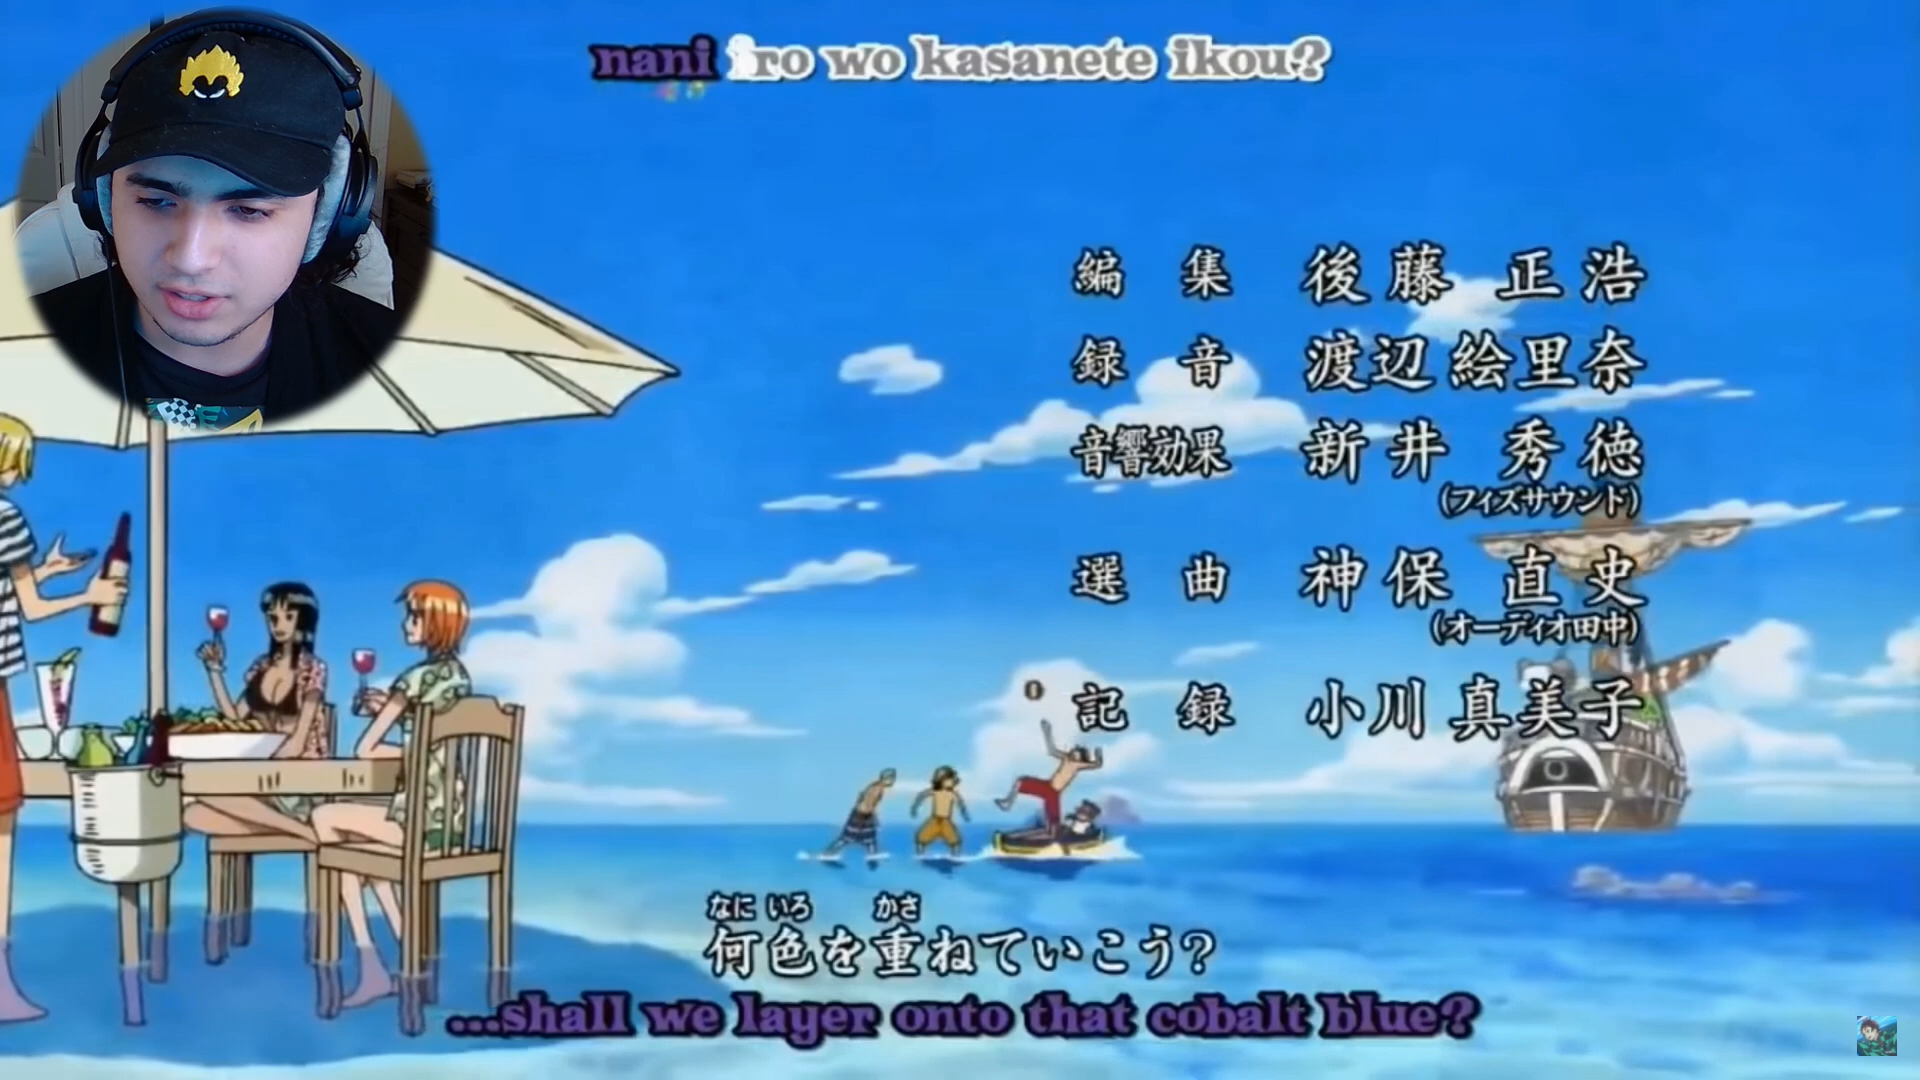 nani iro wo kasanete ikou?
編集 後藤 正浩
録音 渡辺 絵里奈
音響効果 新井 秀徳
(フィズサウンド)
選曲 神保 直史
(オーディオ田中)
記録 小川 真美子
なに いろ かさ
何色を重ねていこう?
...shall we layer onto that cobalt blue?